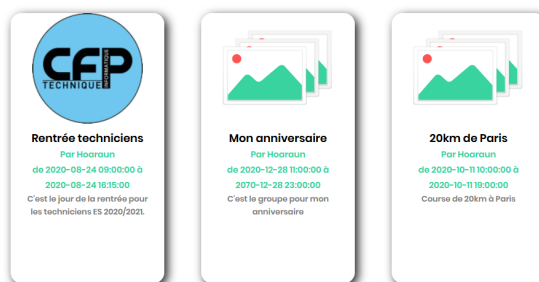 CFP
TECHNIQUE
INFORMATIQUE
Rentrée techniciens
Par Hoaraun
de 2020-08-24 09:00:00 à
2020-08-24 16:15:00
C'est le jour de la rentrée pour
les techniciens ES 2020/2021.
Mon anniversaire
Par Hoaraun
de 2020-12-28 11:00:00 à
2070-12-28 23:00:00
C'est le groupe pour mon
anniversaire
20km de Paris
Par Hoaraun
de 2020-10-11 10:00:00 à
2020-10-11 19:00:00
Course de 20km à Paris